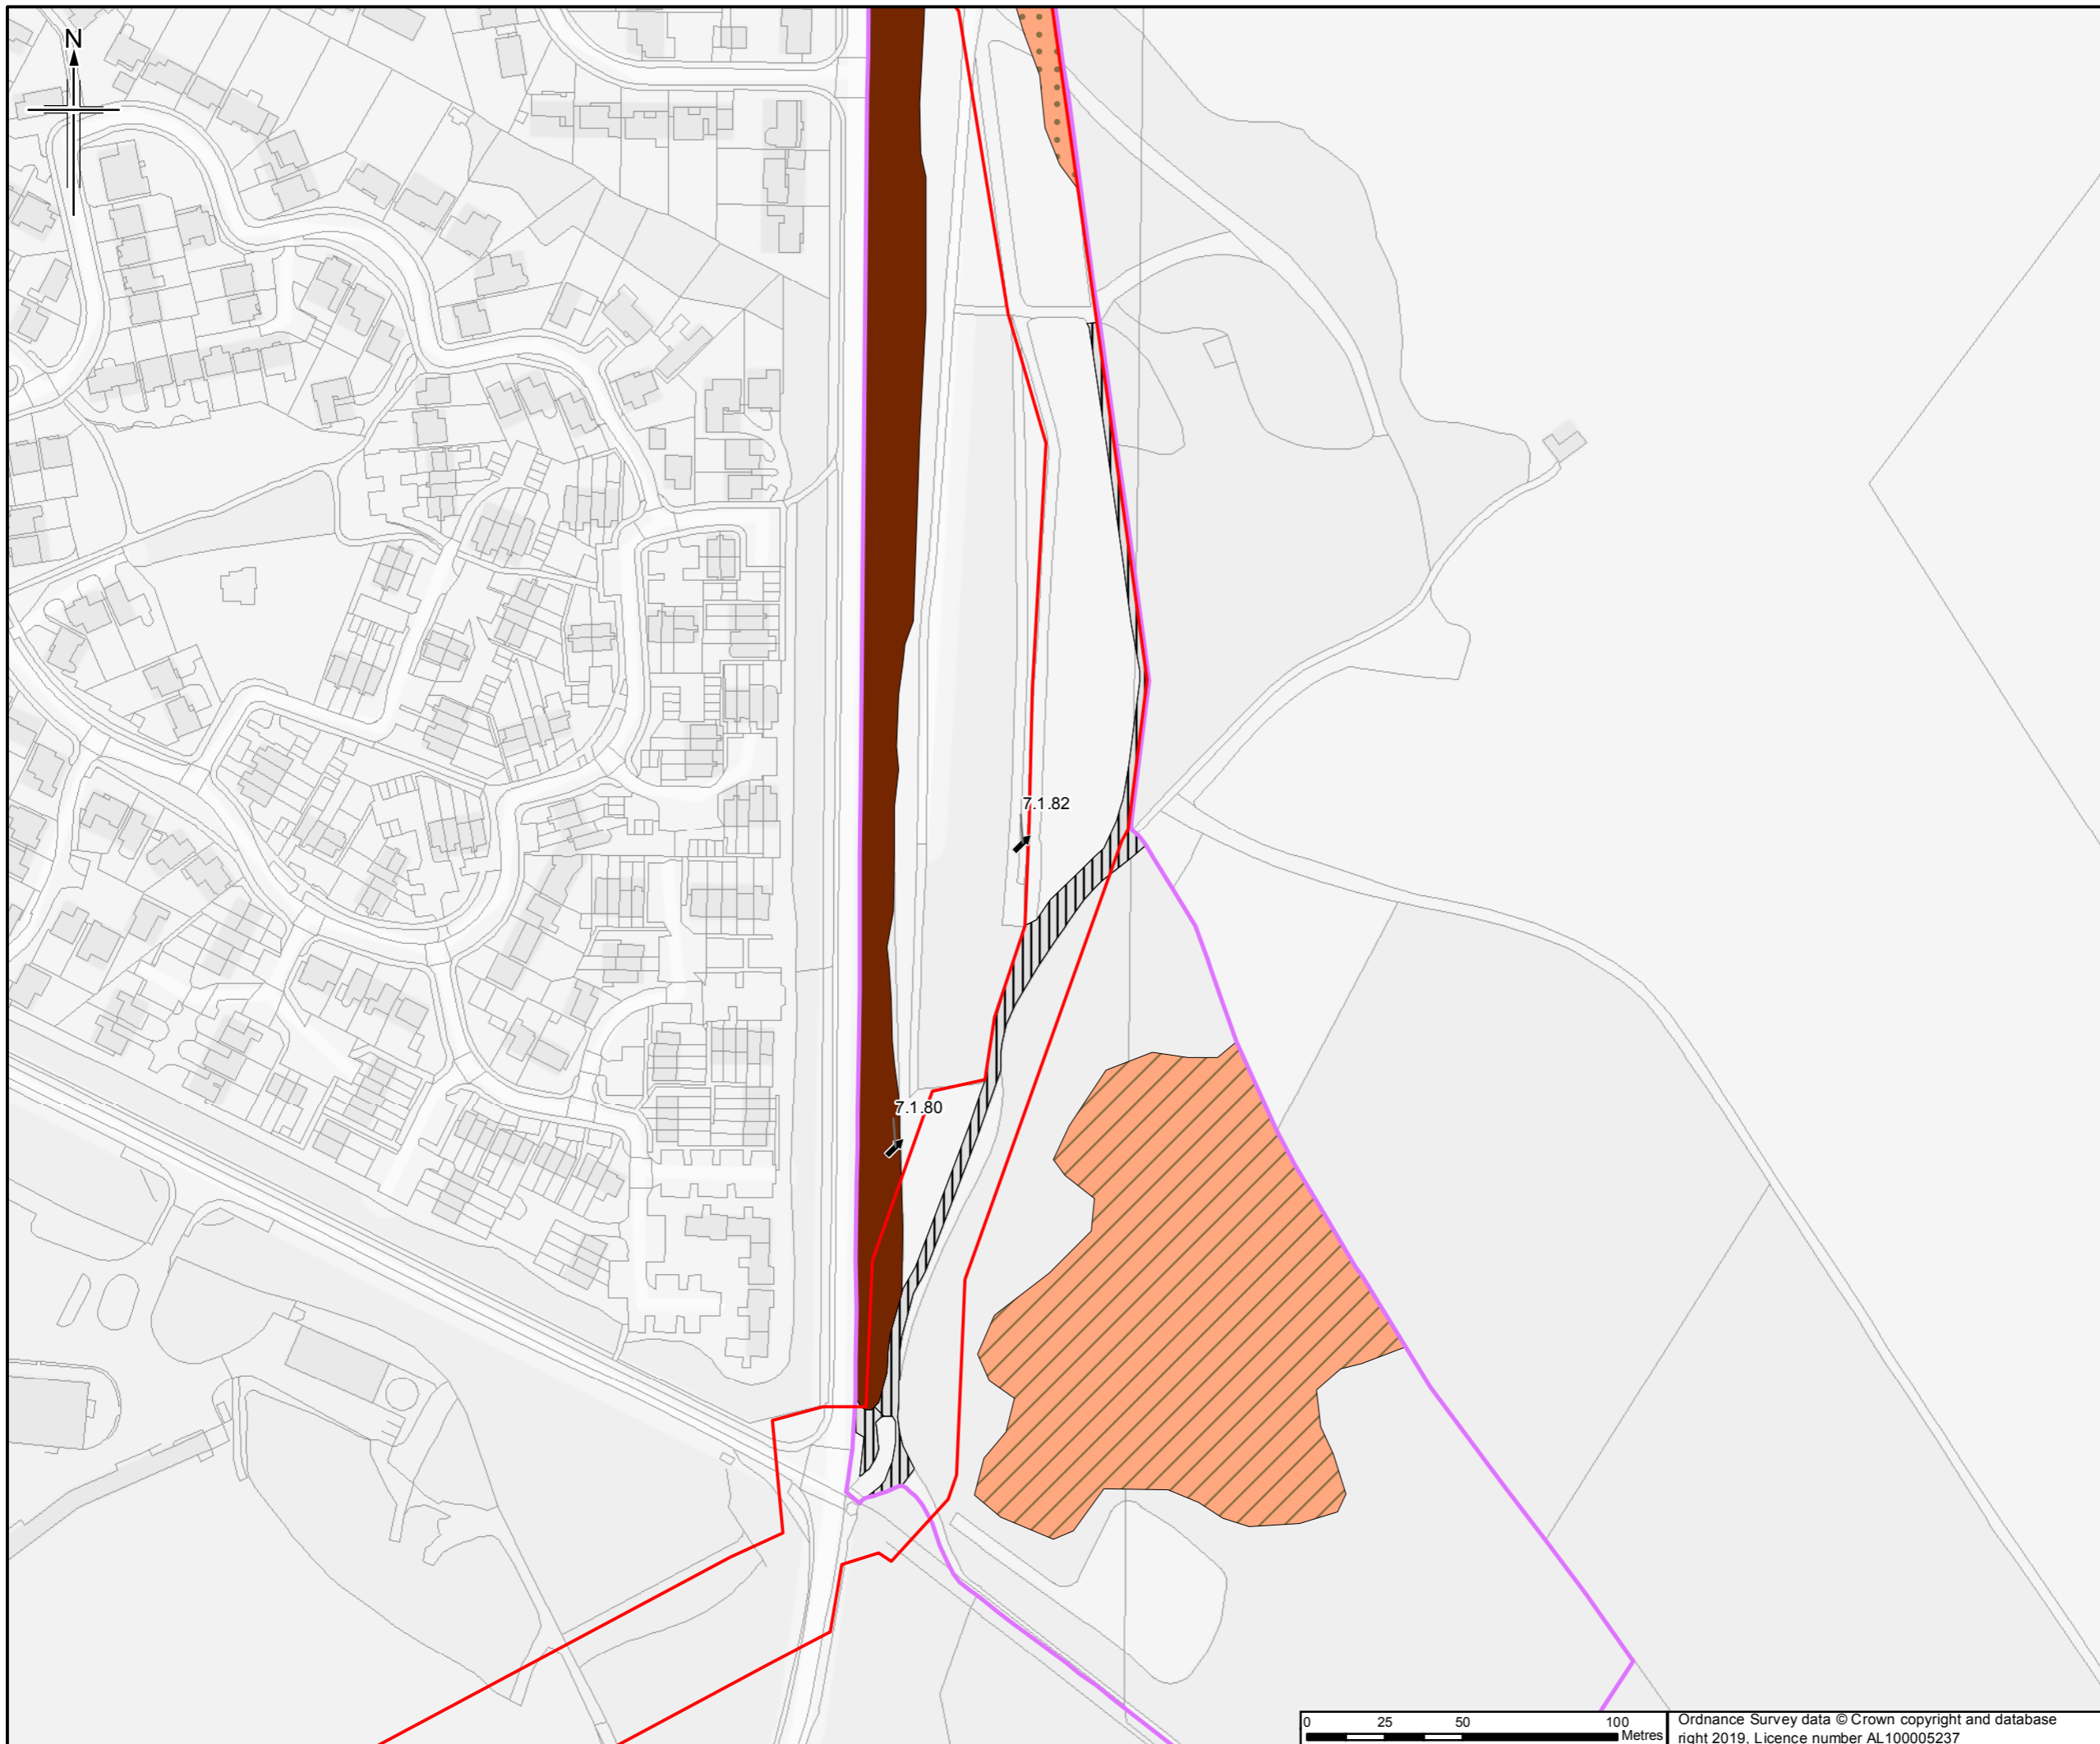 N
7.1.82
7.1.80
0 25 50 100
Metres
Ordnance Survey data © Crown copyright and database
right 2019. Licence number AL100005237